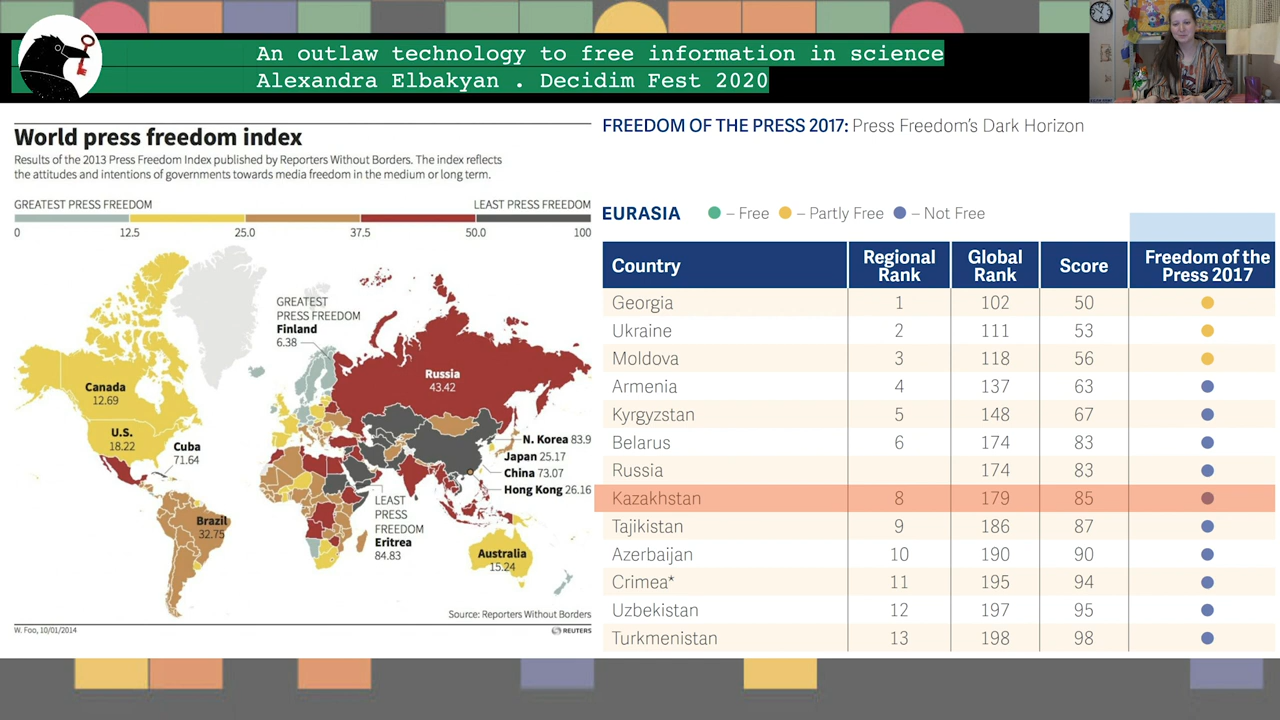 An outlaw technology to free information in science
Alexandra Elbakyan . Decidim Fest 2020
World press freedom index
Results of the 2013 Press Freedom Index published by Reporters Without Borders. The index reflects
the attitudes and intentions of governments towards media freedom in the medium or long term.
GREATEST PRESS FREEDOM LEAST PRESS FREEDOM
0 12.5 25.0 37.5 50.0 100
GREATEST
PRESS FREEDOM
Finland
6.38
Russia
43.42
Canada
12.69
U.S.
18.22
Cuba
71.64
N. Korea 83.9
Japan 25.17
China 73.07
Hong Kong 26.16
LEAST
PRESS
FREEDOM
Eritrea
84.83
Brazil
32.75
Australia
15.24
Source: Reporters Without Borders
W. Foo, 10/01/2014 REUTERS
FREEDOM OF THE PRESS 2017: Press Freedom's Dark Horizon
EURASIA – Free – Partly Free – Not Free
Country Regional Rank Global Rank Score Freedom of the Press 2017
Georgia 1 102 50
Ukraine 2 111 53
Moldova 3 118 56
Armenia 4 137 63
Kyrgyzstan 5 148 67
Belarus 6 174 83
Russia 174 83
Kazakhstan 8 179 85
Tajikistan 9 186 87
Azerbaijan 10 190 90
Crimea* 11 195 94
Uzbekistan 12 197 95
Turkmenistan 13 198 98